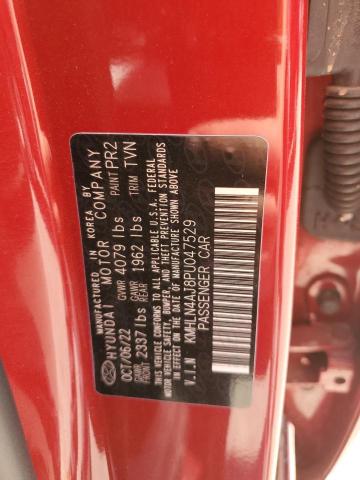 HYUNDAI MANUFACTURED IN KOREA BY
MOTOR COMPANY
OCT/06/22 GVWR 4079 lbs PAINT PR2
GAWR FRONT 2337 lbs GAWR REAR 1962 lbs TRIM TVN
THIS VEHICLE CONFORMS TO ALL APPLICABLE U.S.A. FEDERAL
MOTOR VEHICLE SAFETY, BUMPER, AND THEFT PREVENTION
STANDARDS IN EFFECT ON THE DATE OF MANUFACTURE
SHOWN ABOVE.
V.I.N KMHLN4AJ8PU047529
PASSENGER CAR